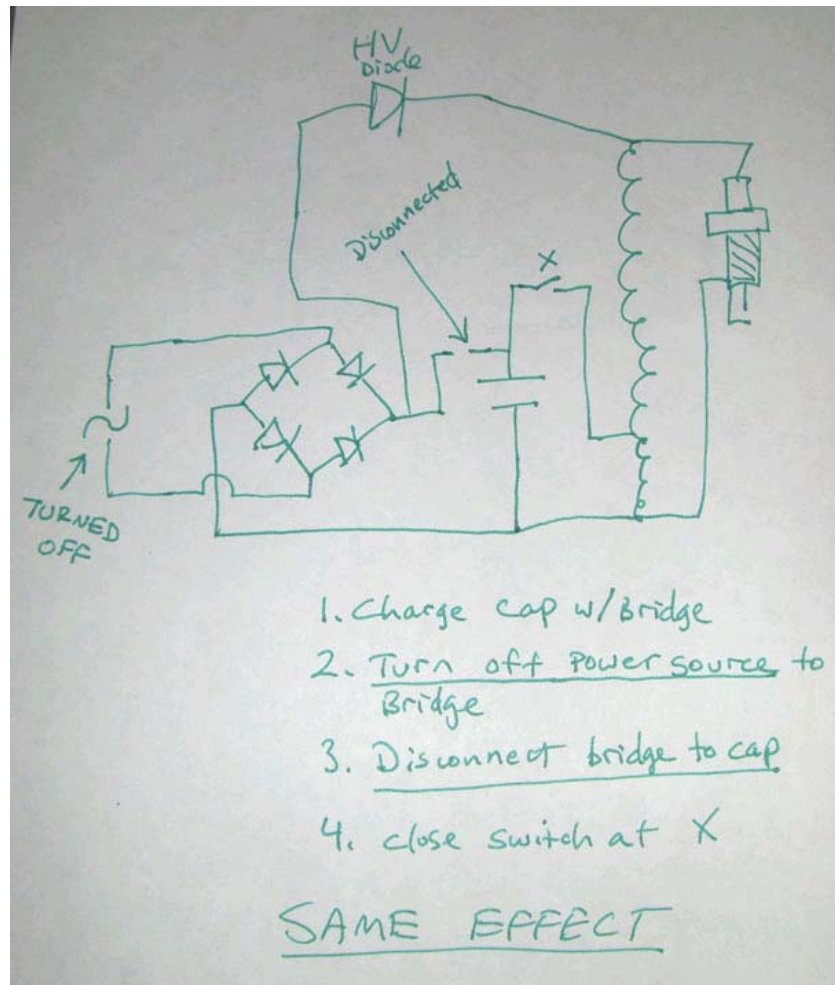 HV
Diode
Disconnected
X
TURNED
OFF
1. Charge cap w/Bridge
2. Turn off Power source to
Bridge
3. Disconnect bridge to cap
4. close switch at X
SAME EFFECT